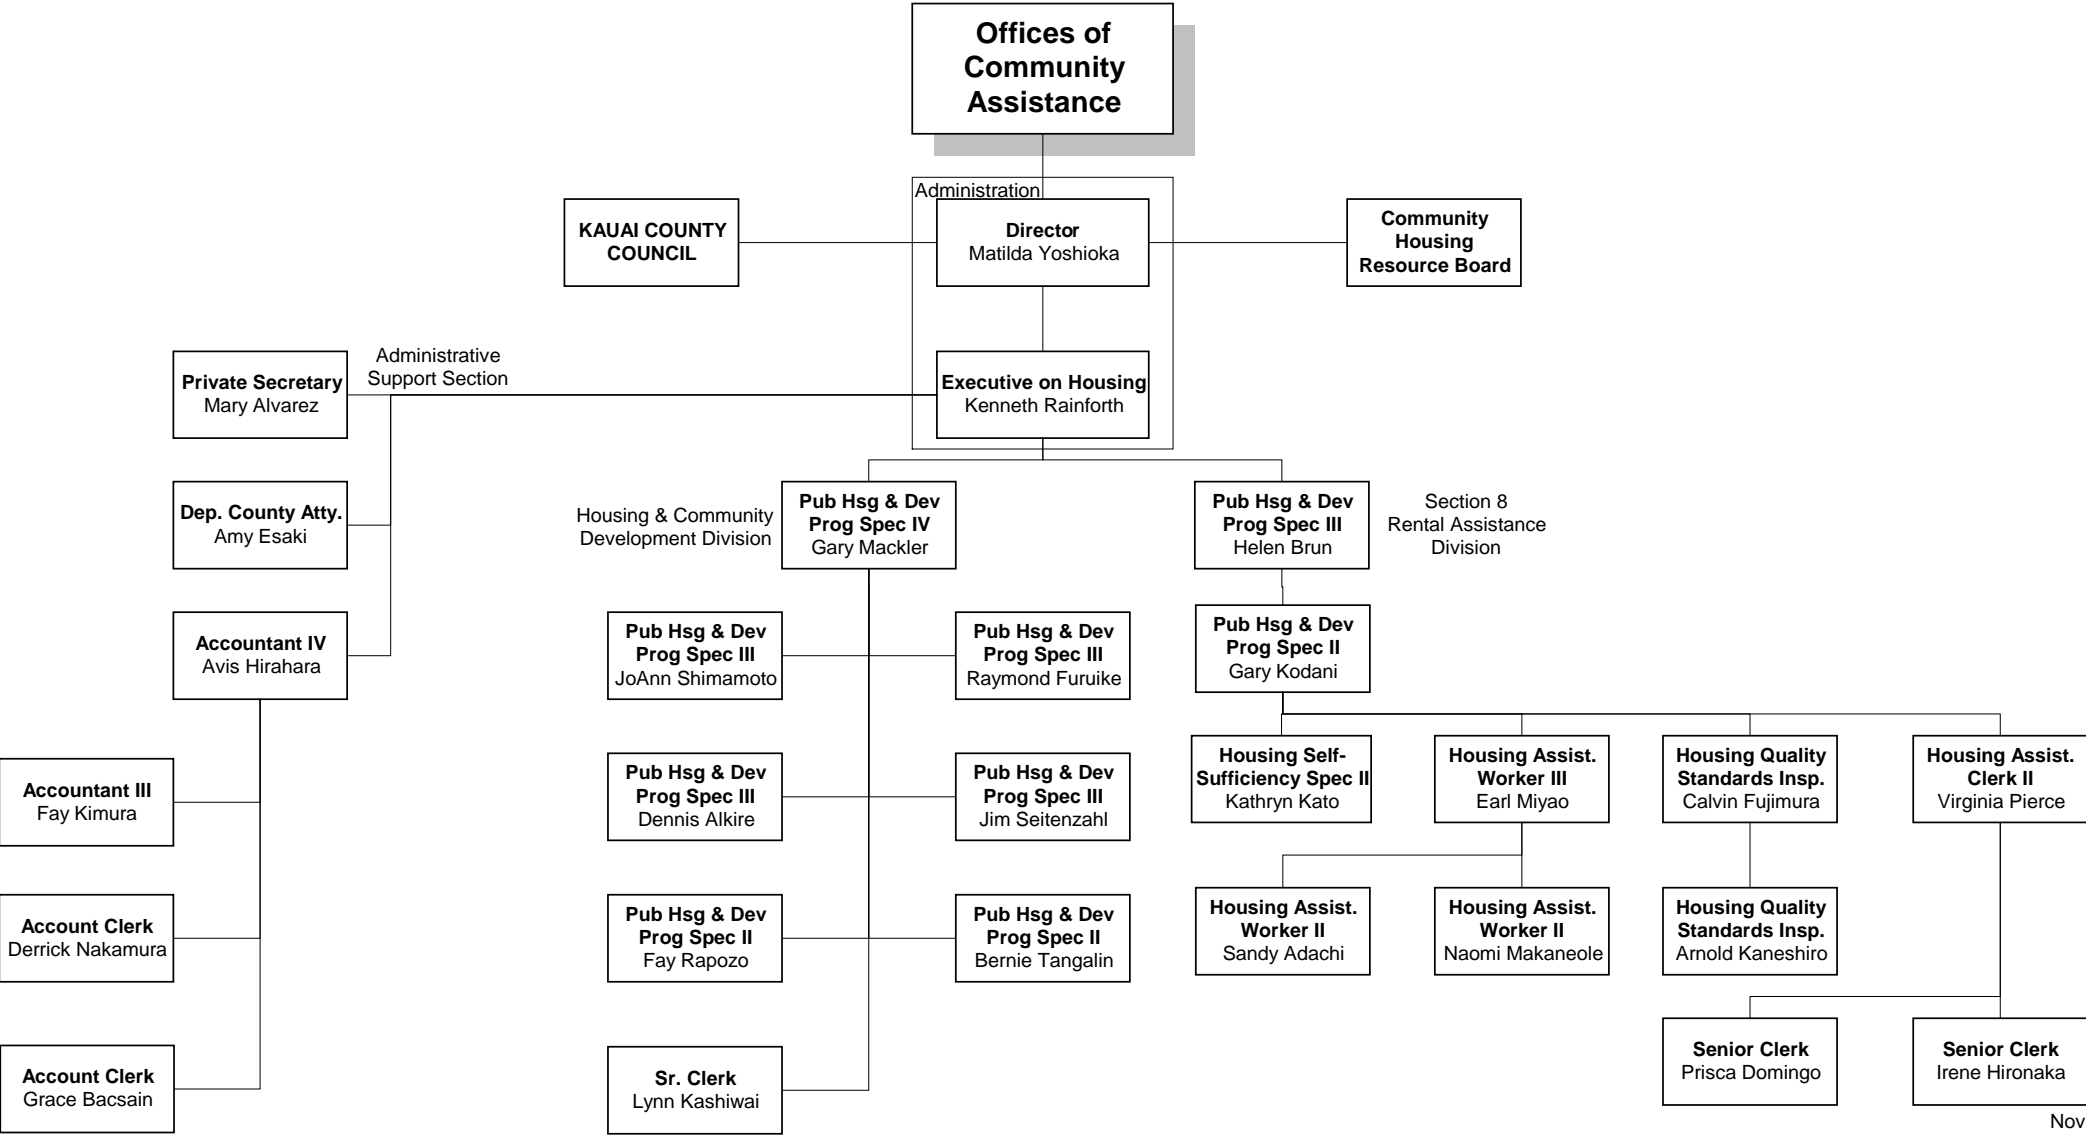 Offices of
Community
Assistance
Administration
KAUAI COUNTY
COUNCIL
Director
Matilda Yoshioka
Community
Housing
Resource Board
Private Secretary
Mary Alvarez
Administrative
Support Section
Executive on Housing
Kenneth Rainforth
Dep. County Atty.
Amy Esaki
Housing & Community
Development Division
Pub Hsg & Dev
Prog Spec IV
Gary Mackler
Pub Hsg & Dev
Prog Spec III
Helen Brun
Section 8
Rental Assistance
Division
Accountant IV
Avis Hirahara
Pub Hsg & Dev
Prog Spec III
JoAnn Shimamoto
Pub Hsg & Dev
Prog Spec III
Raymond Furuike
Pub Hsg & Dev
Prog Spec II
Gary Kodani
Accountant III
Fay Kimura
Pub Hsg & Dev
Prog Spec III
Dennis Alkire
Pub Hsg & Dev
Prog Spec III
Jim Seitenzahl
Housing Self-
Sufficiency Spec II
Kathryn Kato
Housing Assist.
Worker III
Earl Miyao
Housing Quality
Standards Insp.
Calvin Fujimura
Housing Assist.
Clerk II
Virginia Pierce
Account Clerk
Derrick Nakamura
Pub Hsg & Dev
Prog Spec II
Fay Rapozo
Pub Hsg & Dev
Prog Spec II
Bernie Tangalin
Housing Assist.
Worker II
Sandy Adachi
Housing Assist.
Worker II
Naomi Makaneole
Housing Quality
Standards Insp.
Arnold Kaneshiro
Account Clerk
Grace Bacsain
Sr. Clerk
Lynn Kashiwai
Senior Clerk
Prisca Domingo
Senior Clerk
Irene Hironaka
Nov